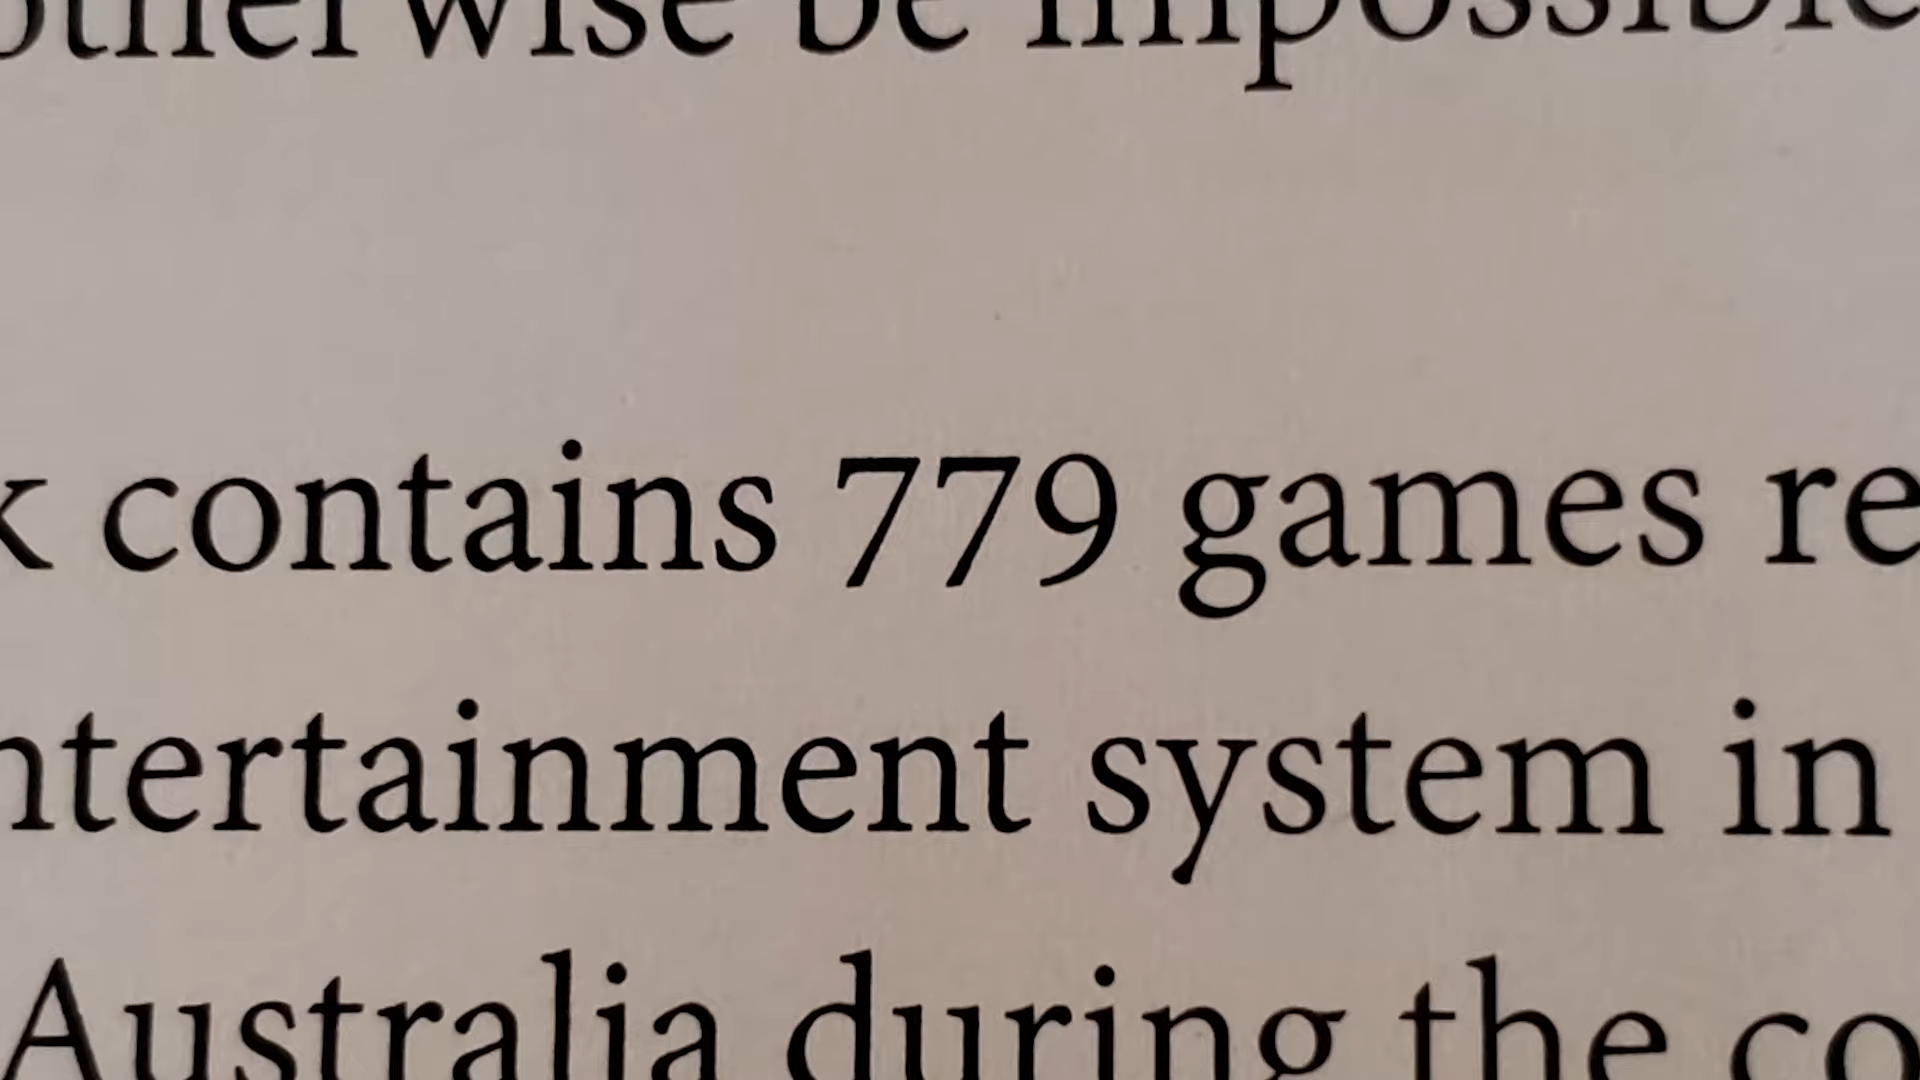 otherwise be impossible
k contains 779 games re
ntertainment system in
Australia during the co